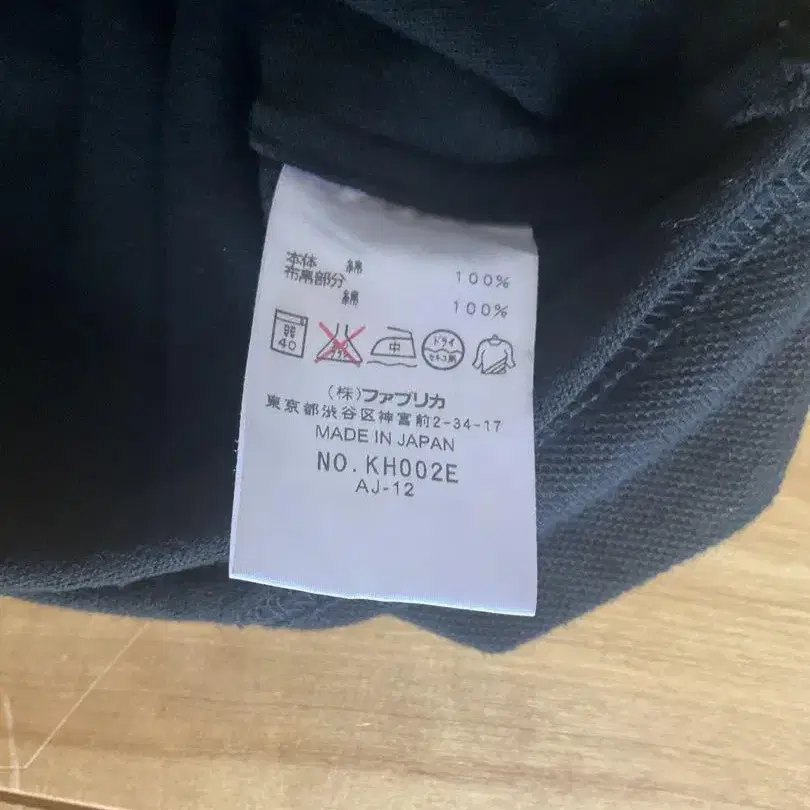 本体 綿 100%
布帛部分
綿 100%
40
中
ドライ
セキユ系
(株)ファブリカ
東京都渋谷区神宮前2-34-17
MADE IN JAPAN
NO. KH002E
AJ-12